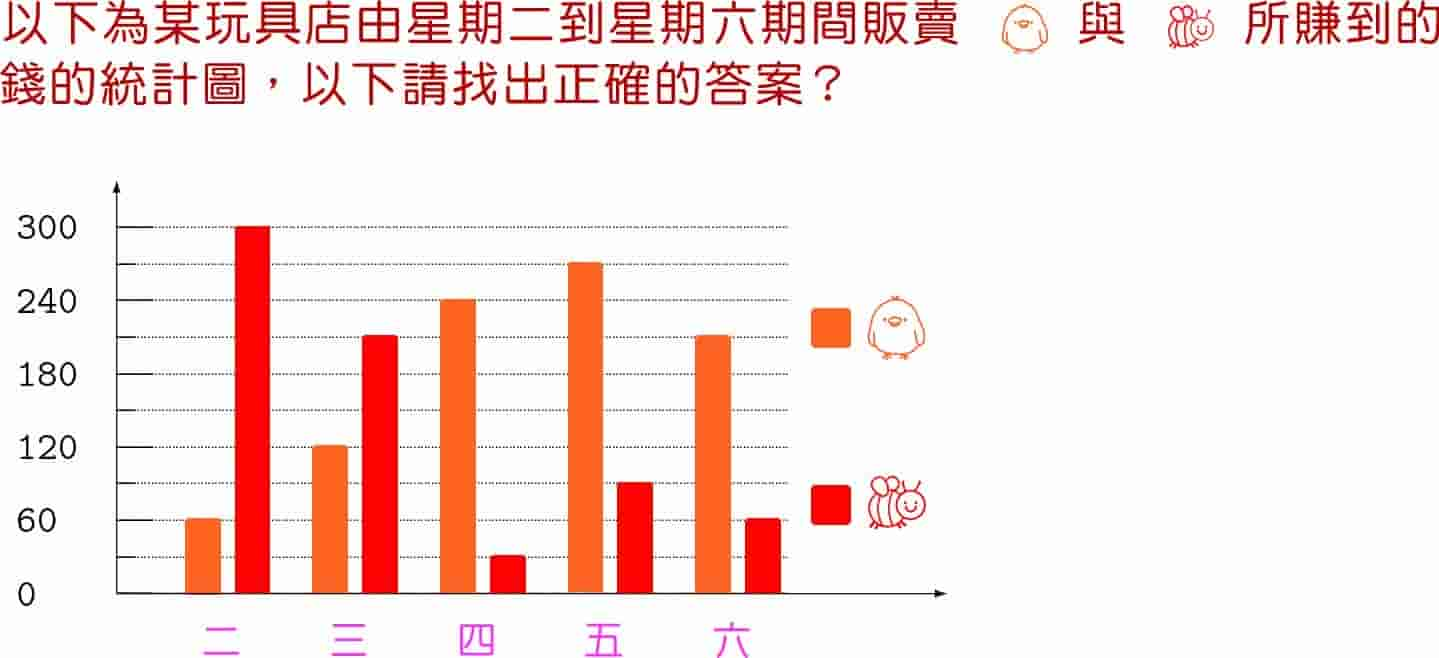 以下為某玩具店由星期二到星期六期間販賣 與 所賺到的
錢的統計圖，以下請找出正確的答案？
300
240
180
120
60
0
二 三 四 五 六